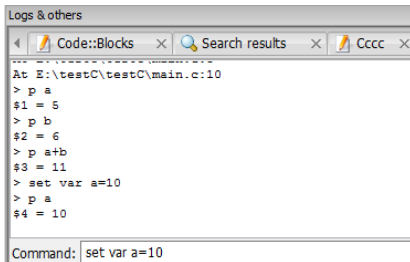 Logs & others
Code::Blocks Search results Cccc
At E:\testC\testC\main.c:10
> p a
$1 = 5
> p b
$2 = 6
> p a+b
$3 = 11
> set var a=10
> p a
$4 = 10
Command: set var a=10